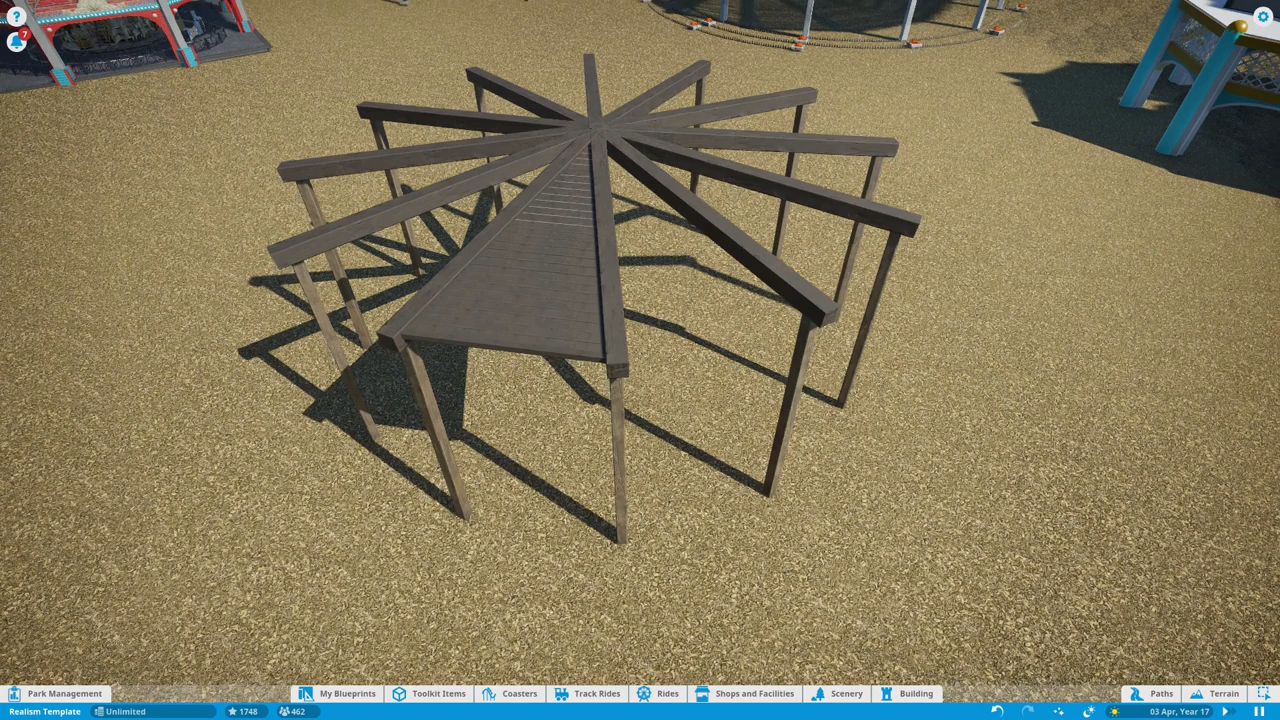 ?
7
Park Management
My Blueprints
Toolkit Items
Coasters
Track Rides
Rides
Shops and Facilities
Scenery
Building
Paths
Terrain
Realism Template
Unlimited
1748
462
03 Apr, Year 17